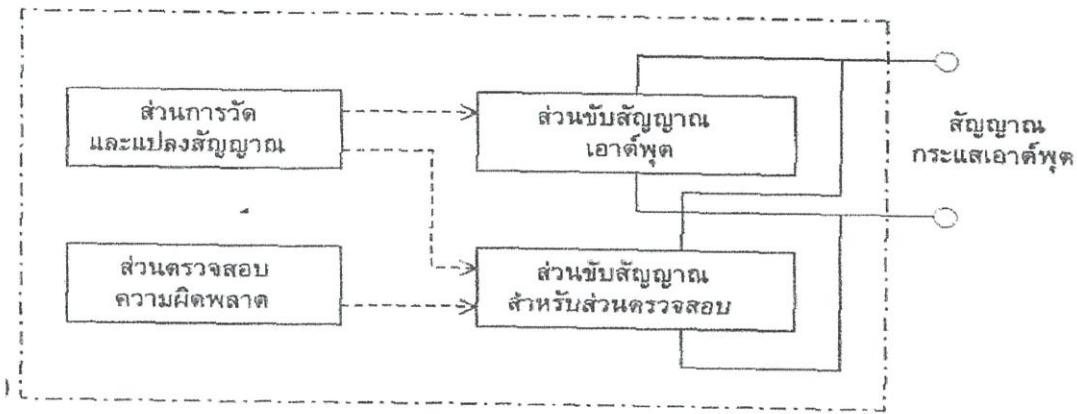 ส่วนการวัด
และแปลงสัญญาณ
ส่วนขับสัญญาณ
เอาต์พุต
สัญญาณ
กระแสเอาต์พุต
ส่วนตรวจสอบ
ความผิดพลาด
ส่วนขับสัญญาณ
สำหรับส่วนตรวจสอบ
)